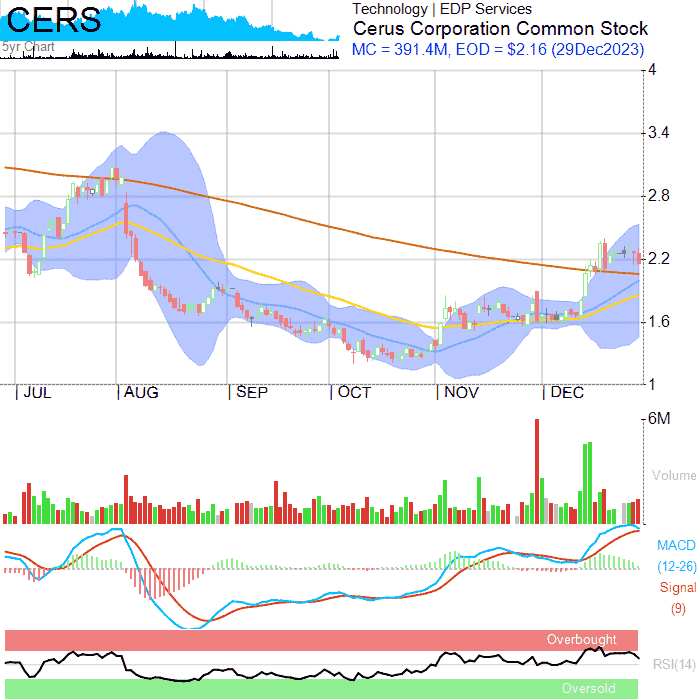 CERS
5yr Chart
Technology | EDP Services
Cerus Corporation Common Stock
MC = 391.4M, EOD = $2.16 (29Dec2023)
4
3.4
2.8
2.2
1.6
1
| JUL | AUG | SEP | OCT | NOV | DEC
6M
Volume
MACD
(12-26)
Signal
(9)
Overbought
RSI(14)
Oversold